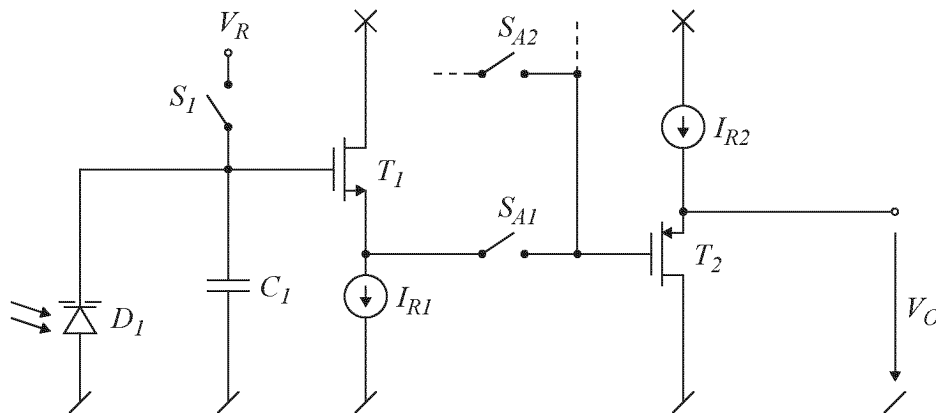 V_R
S_1
T_1
S_A2
S_A1
I_R1
C_1
D_1
I_R2
T_2
V_O